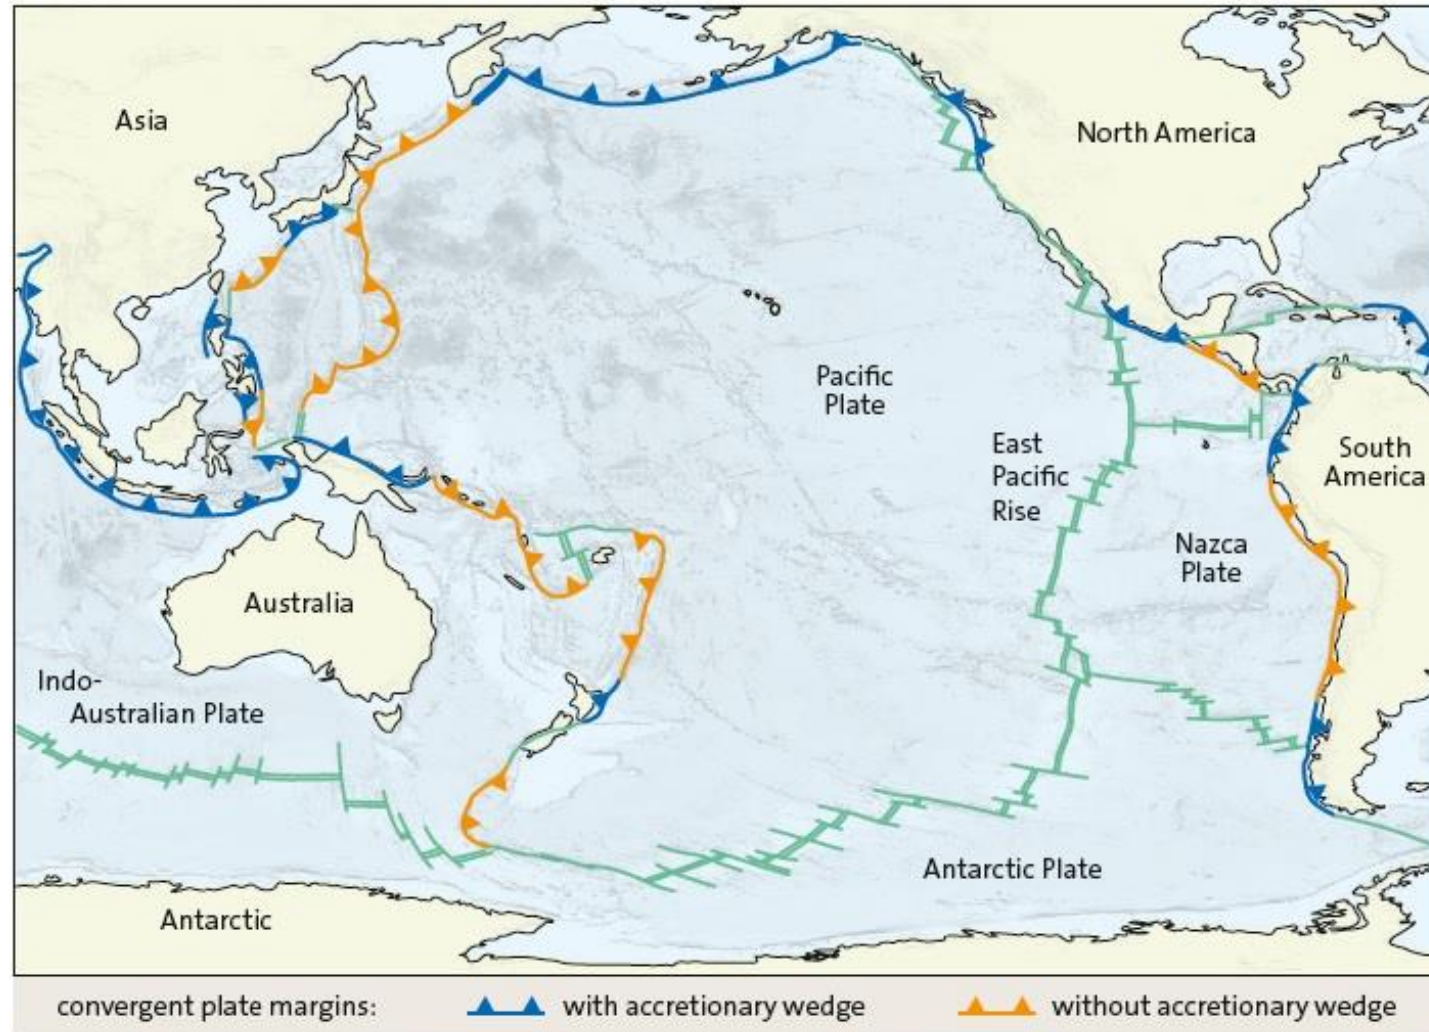 Asia
North America
Pacific
Plate
East
Pacific
Rise
South
America
Nazca
Plate
Australia
Indo-
Australian Plate
Antarctic Plate
Antarctic
convergent plate margins:
with accretionary wedge
without accretionary wedge